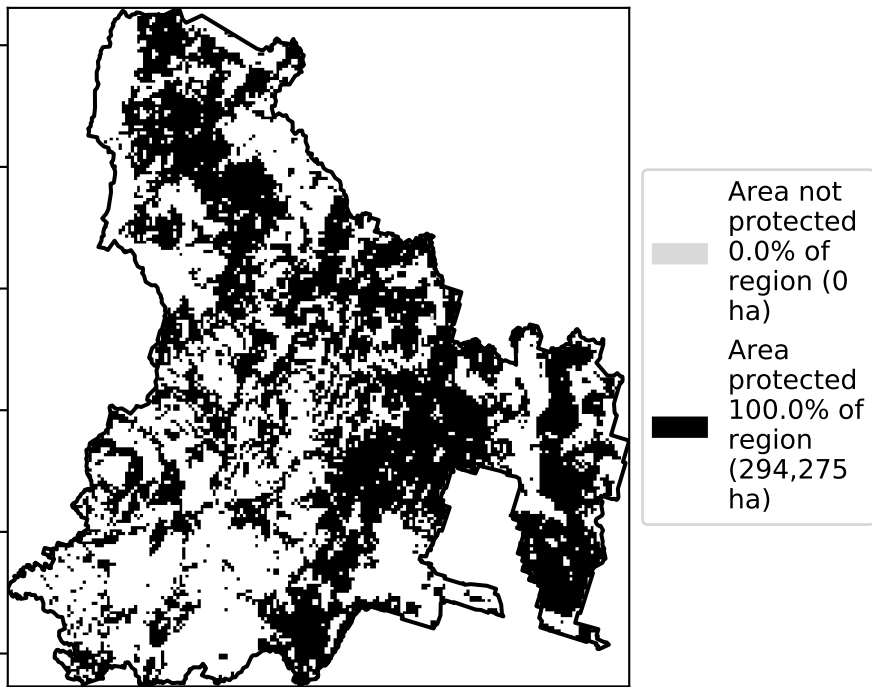 Area not
protected
0.0% of
region (0
ha)
Area
protected
100.0% of
region
(294,275
ha)